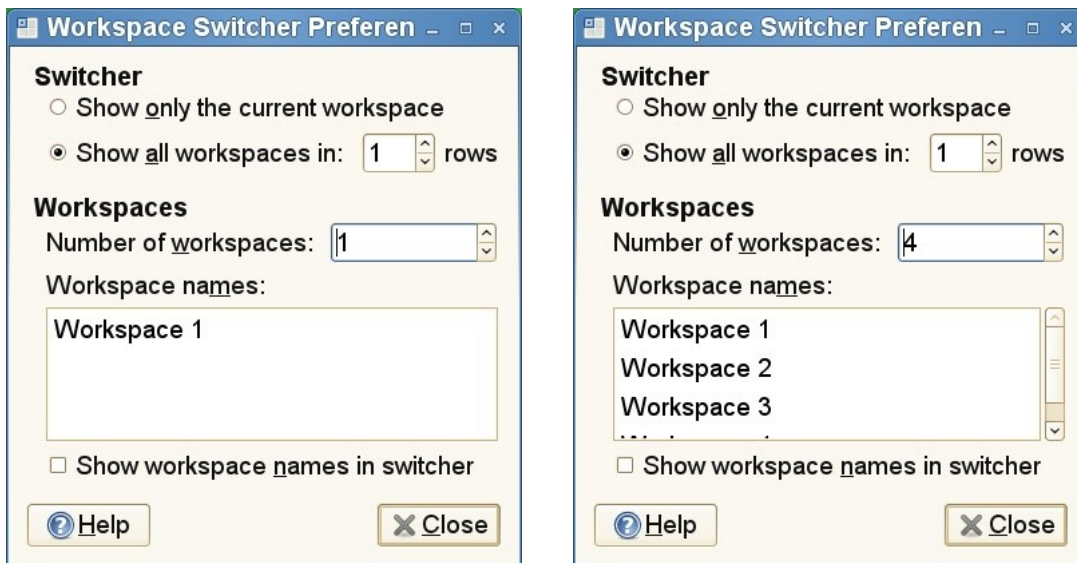 Workspace Switcher Preferen
Switcher
Show only the current workspace
Show all workspaces in: 1 rows
Workspaces
Number of workspaces: 1
Workspace names:
Workspace 1
Show workspace names in switcher
Help Close
Workspace Switcher Preferen
Switcher
Show only the current workspace
Show all workspaces in: 1 rows
Workspaces
Number of workspaces: 4
Workspace names:
Workspace 1
Workspace 2
Workspace 3
Show workspace names in switcher
Help Close